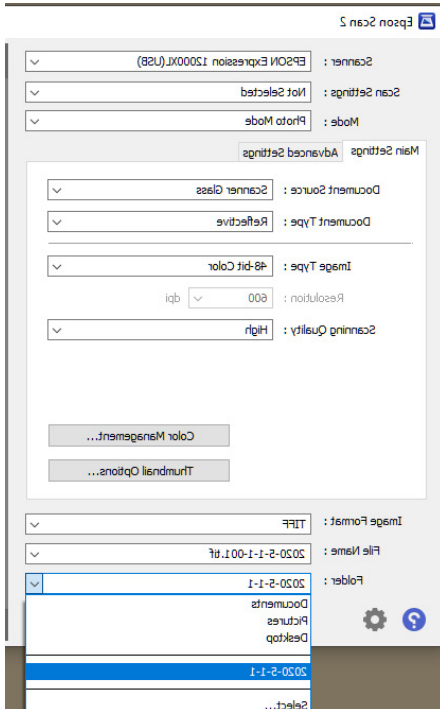 Epson Scan 2
Scanner : EPSON Expression 12000XL(USB)
Scan Settings : Not Selected
Mode : Photo Mode
Main Settings Advanced Settings
Document Source : Scanner Glass
Document Type : Reflective
Image Type : 48-bit Color
Resolution : 600 dpi
Scanning Quality : High
Color Management...
Thumbnail Options...
Image Format : TIFF
File Name : 2020-5-1-1-001.tif
Folder : 2020-5-1-1
Documents
Pictures
Desktop
2020-5-1-1
Select...
?